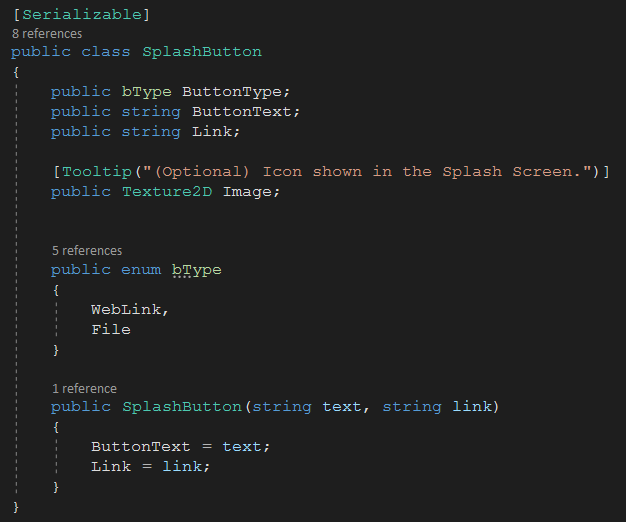 [Serializable]
8 references
public class SplashButton
{
public bType ButtonType;
public string ButtonText;
public string Link;
[Tooltip("(Optional) Icon shown in the Splash Screen.")]
public Texture2D Image;
5 references
public enum bType
{
WebLink,
File
}
1 reference
public SplashButton(string text, string link)
{
ButtonText = text;
Link = link;
}
}